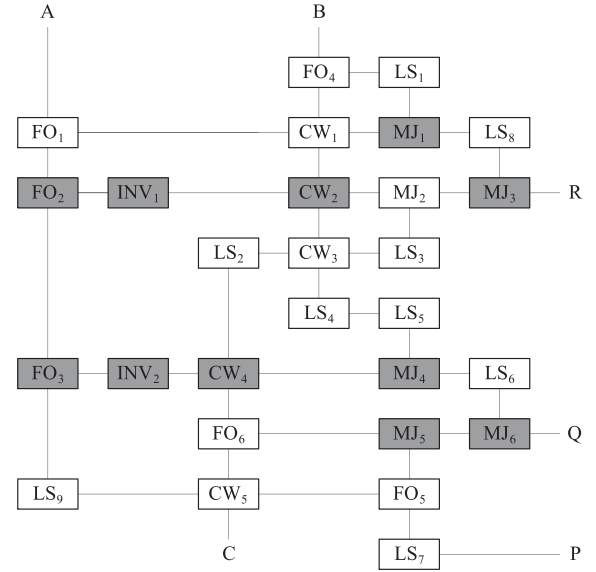 A B
FO₄ LS₁
FO₁ CW₁ MJ₁ LS₈
FO₂ INV₁ CW₂ MJ₂ MJ₃ R
LS₂ CW₃ LS₃
LS₄ LS₅
FO₃ INV₂ CW₄ MJ₄ LS₆
FO₆ MJ₅ MJ₆ Q
LS₉ CW₅ FO₅
C LS₇ P